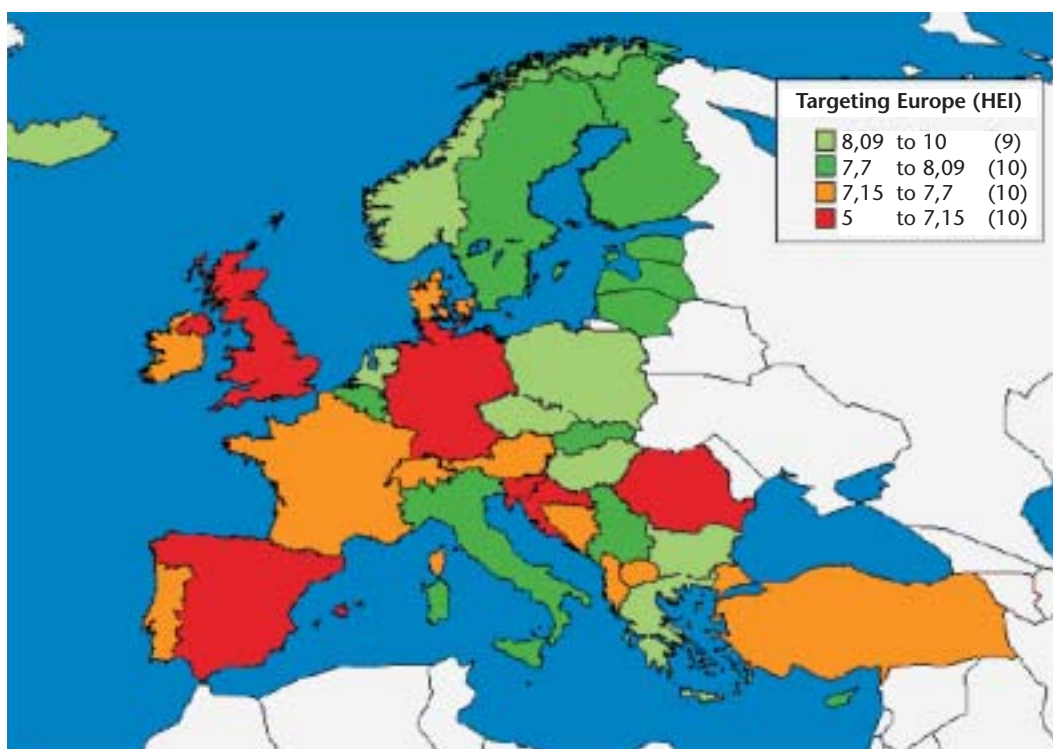 Targeting Europe (HEI)
8,09 to 10 (9)
7,7 to 8,09 (10)
7,15 to 7,7 (10)
5 to 7,15 (10)